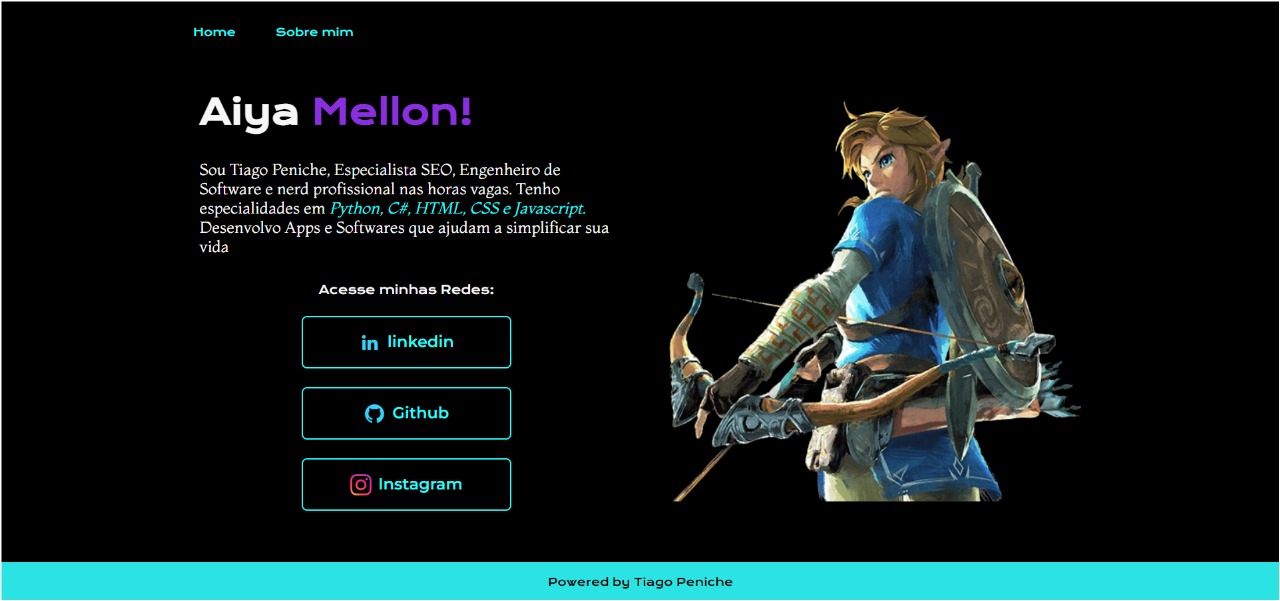 Home Sobre mim
Aiya Mellon!
Sou Tiago Peniche, Especialista SEO, Engenheiro de
Software e nerd profissional nas horas vagas. Tenho
especialidades em Python, C#, HTML, CSS e Javascript.
Desenvolvo Apps e Softwares que ajudam a simplificar sua
vida
Acesse minhas Redes:
linkedin
Github
Instagram
Powered by Tiago Peniche